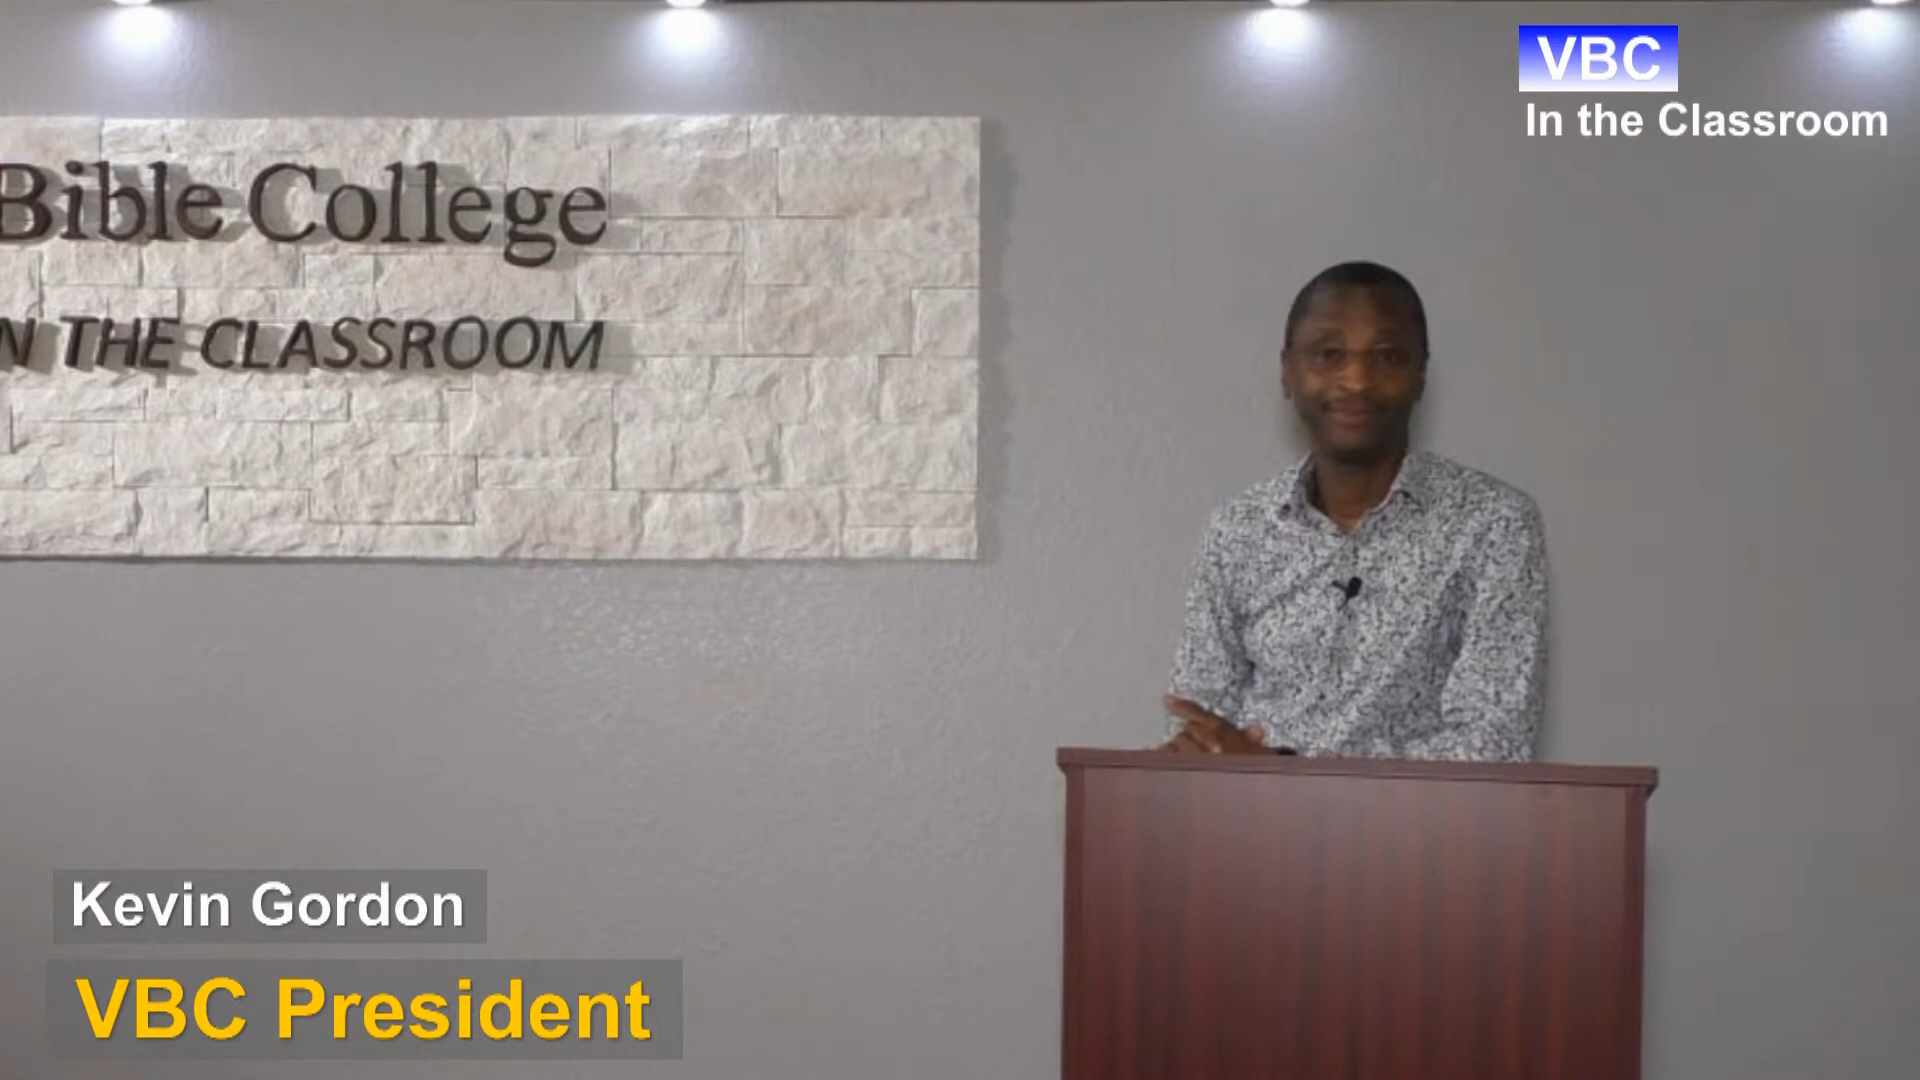 VBC
In the Classroom
Bible College
N THE CLASSROOM
Kevin Gordon
VBC President